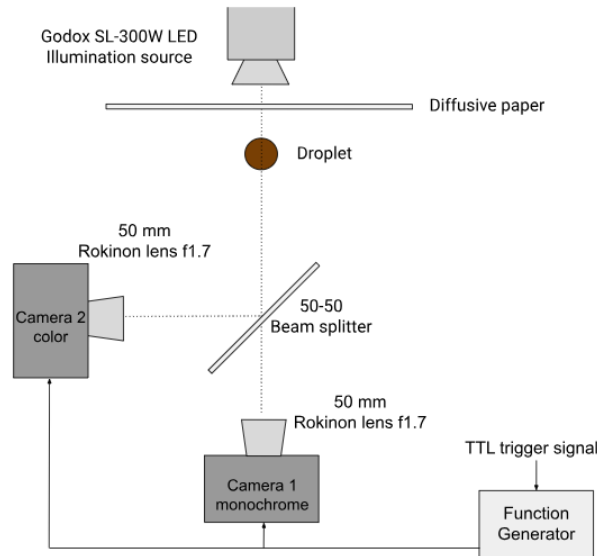 Godox SL-300W LED
Illumination source
Diffusive paper
Droplet
50 mm
Rokinon lens f1.7
Camera 2
color
50-50
Beam splitter
50 mm
Rokinon lens f1.7
Camera 1
monochrome
TTL trigger signal
Function
Generator